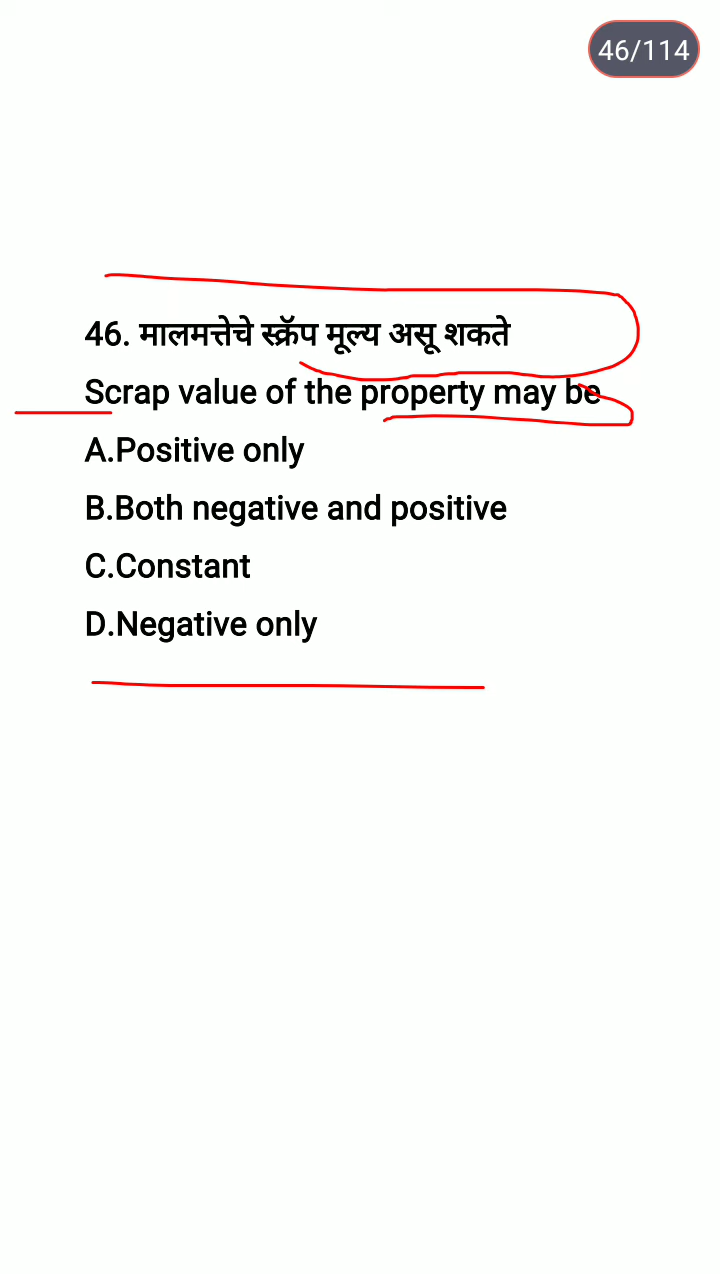 46/114
46. मालमत्तेचे स्क्रॅप मूल्य असू शकते
Scrap value of the property may be
A.Positive only
B.Both negative and positive
C.Constant
D.Negative only